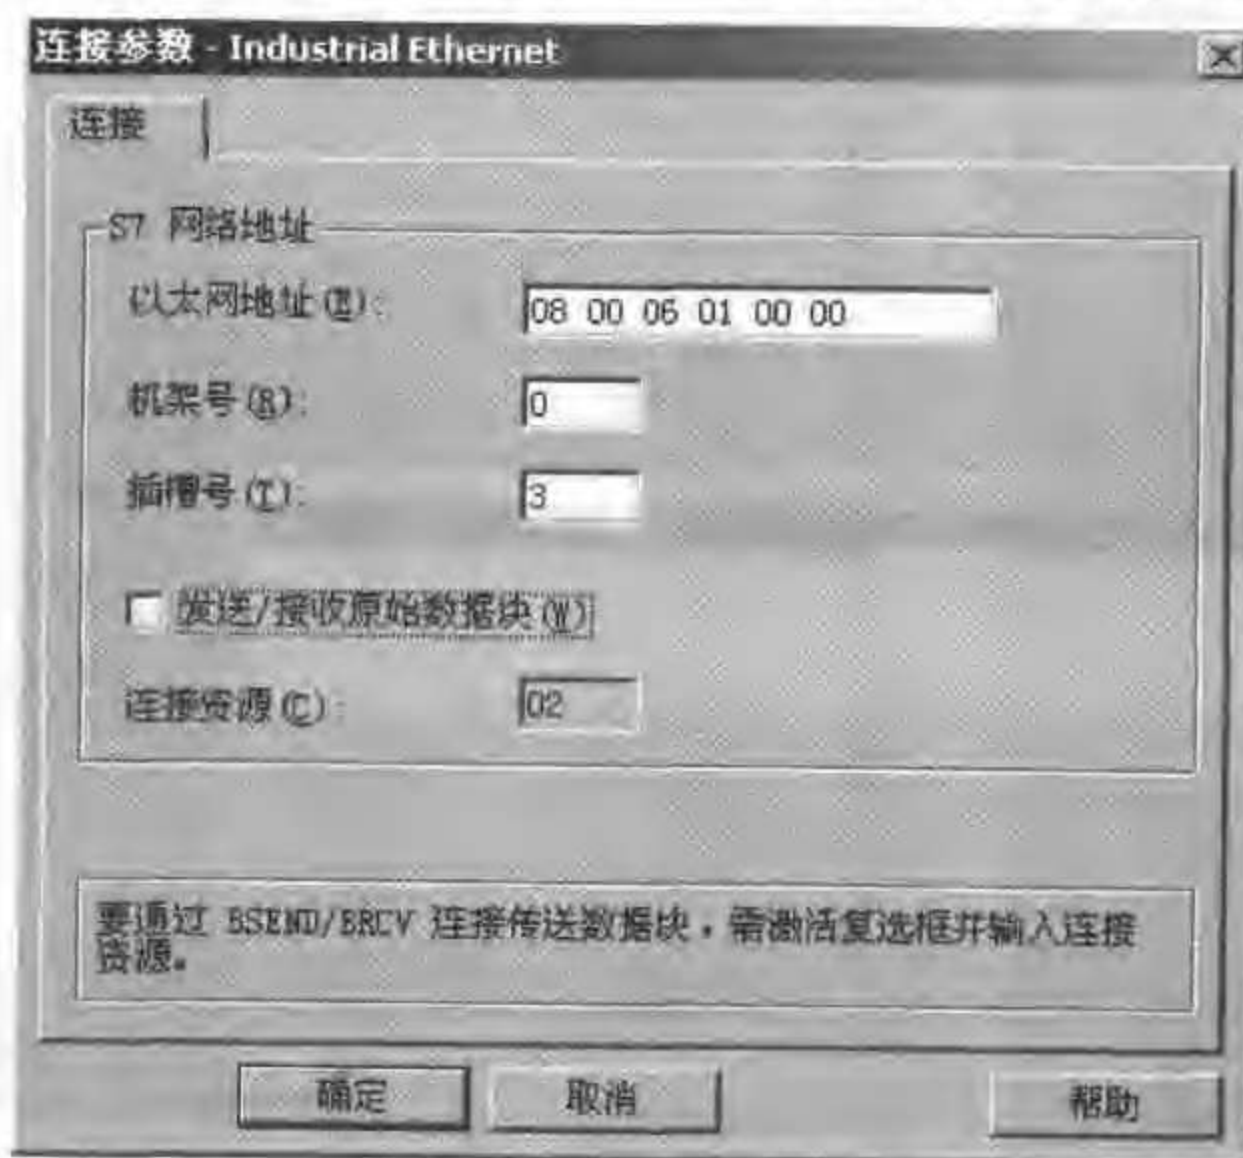 连接参数 - Industrial Ethernet
连接
S7 网络地址
以太网地址(E):
08 00 06 01 00 00
机架号(R):
0
插槽号(T):
3
发送/接收原始数据块(W)
连接资源(C):
02
要通过 BSEND/BRCV 连接传送数据块，需激活复选框并输入连接
资源。
确定
取消
帮助